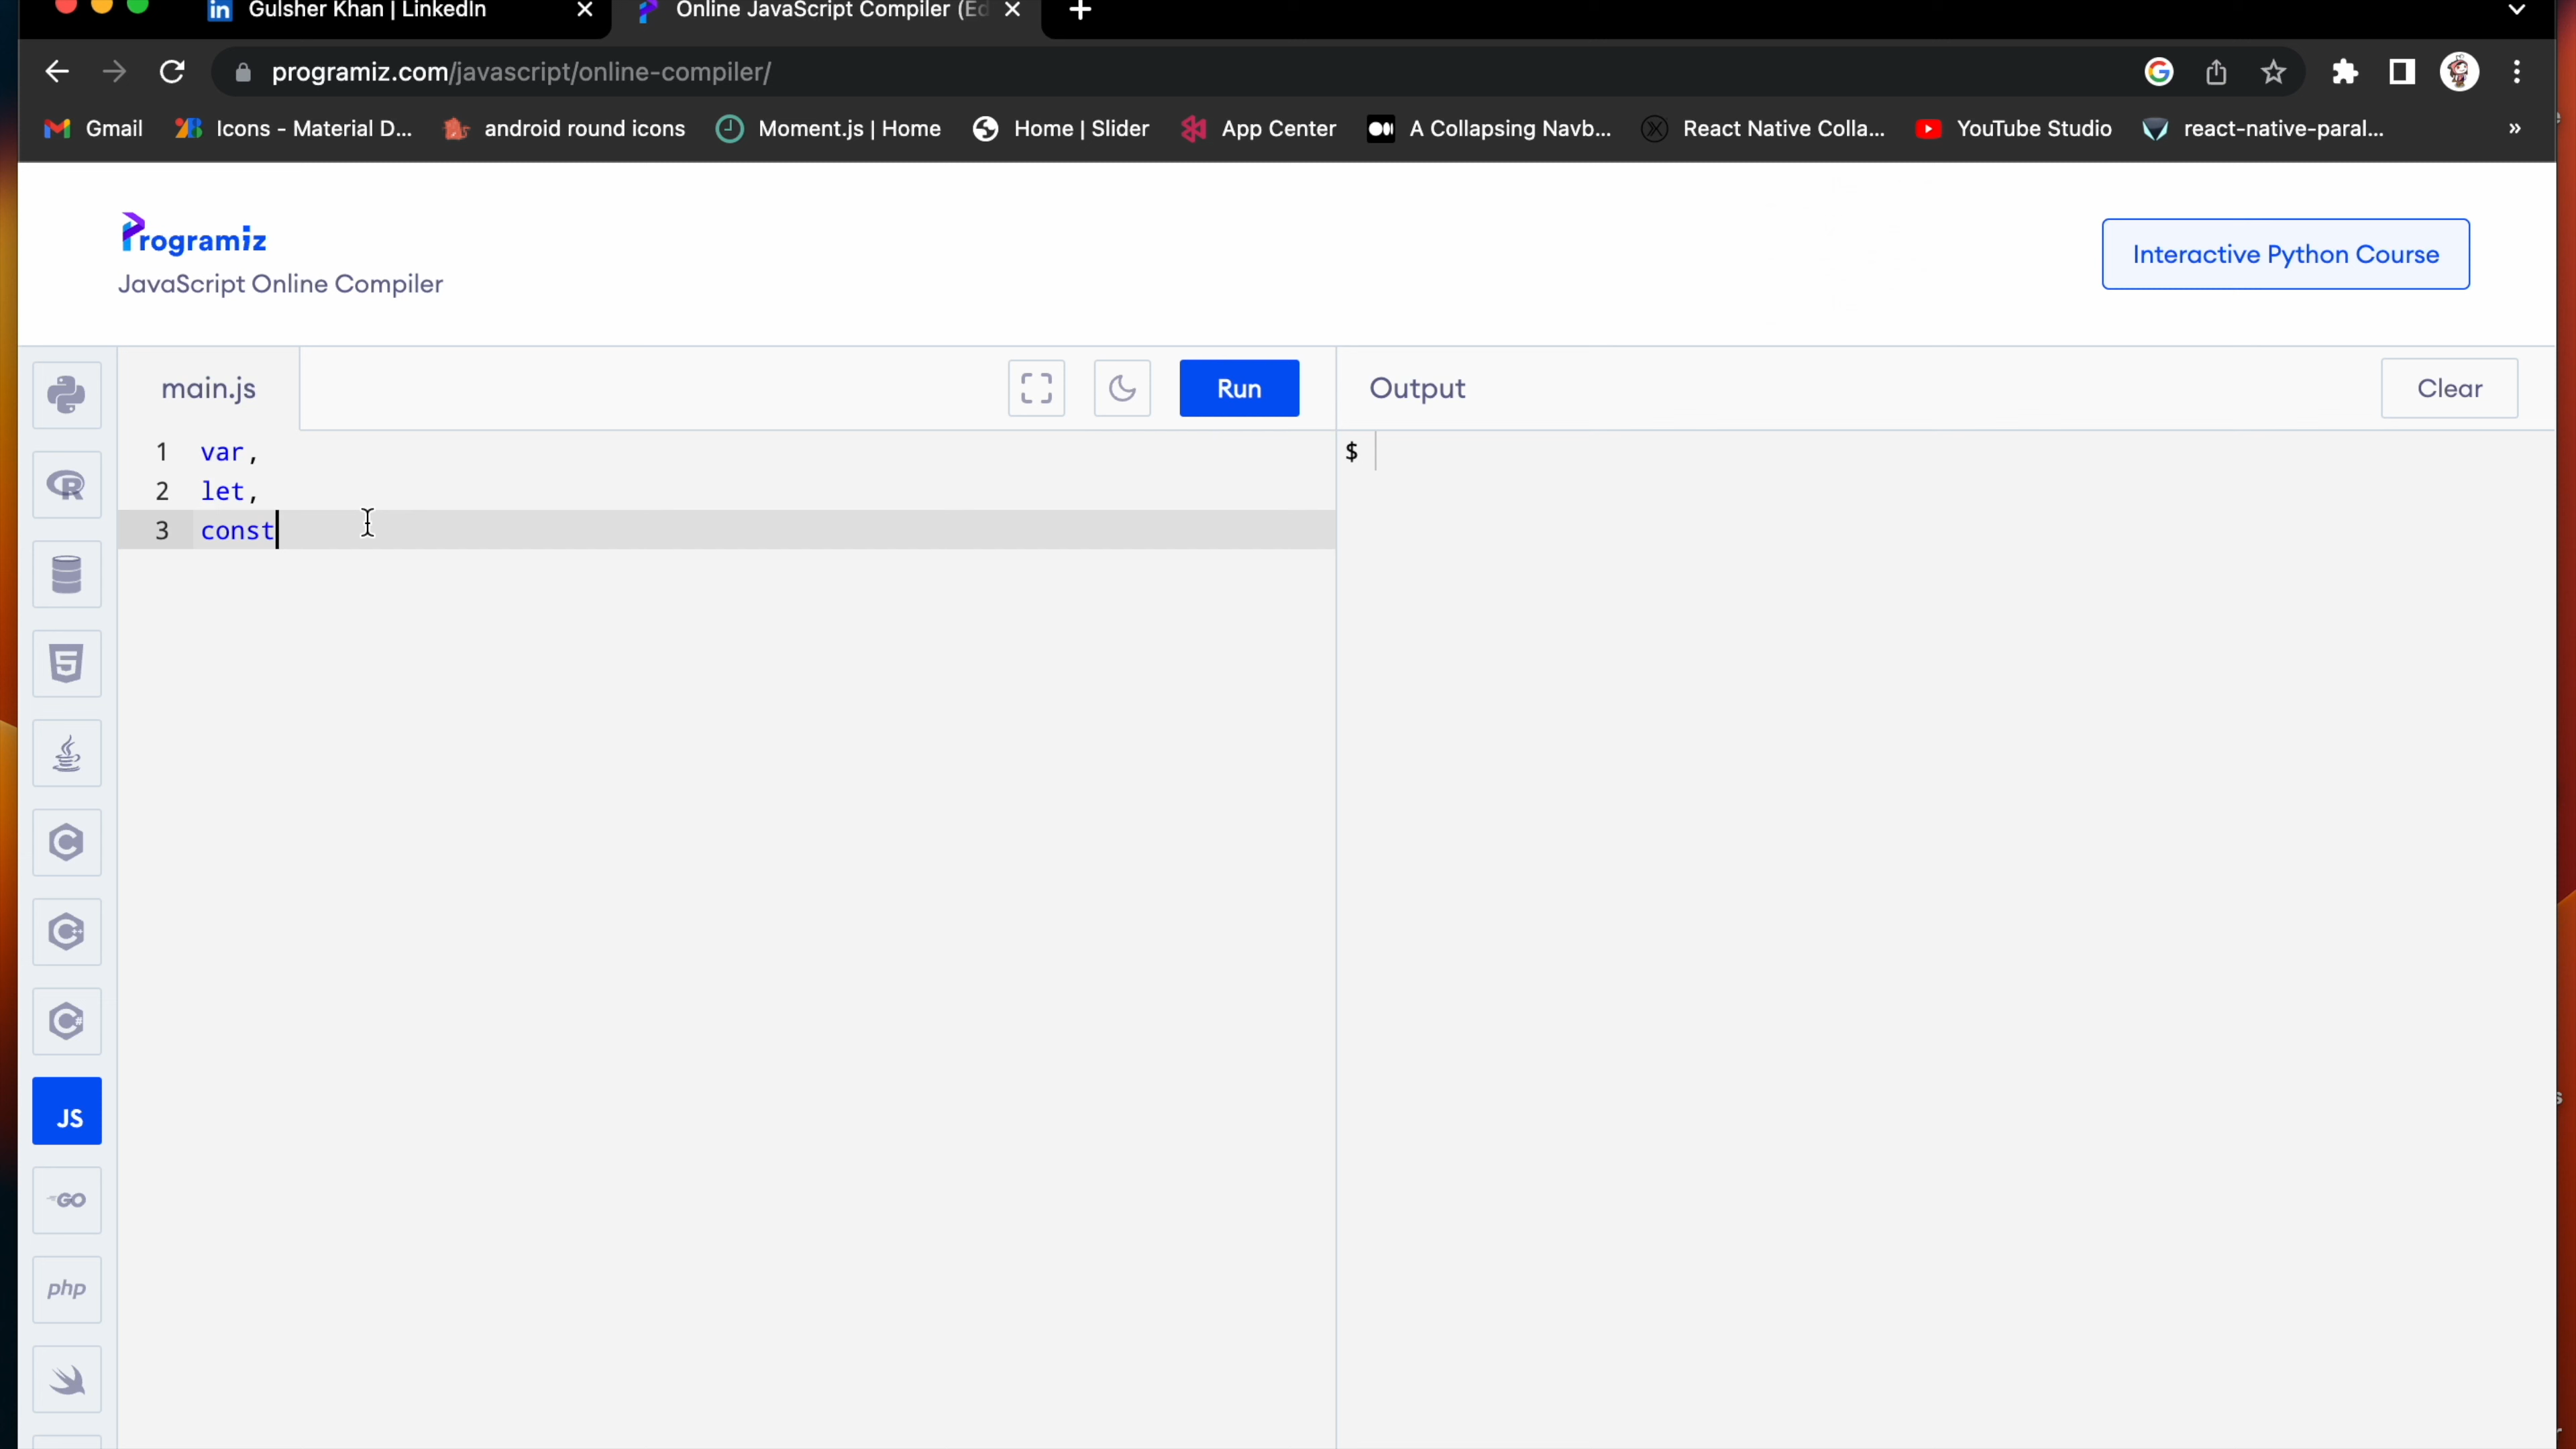 Gulsher Khan | LinkedIn
Online JavaScript Compiler (Ed
programiz.com/javascript/online-compiler/
Gmail
Icons - Material D...
android round icons
Moment.js | Home
Home | Slider
App Center
A Collapsing Navb...
React Native Colla...
YouTube Studio
react-native-paral...
Programiz
JavaScript Online Compiler
Interactive Python Course
main.js
Run
Output
Clear
1 var,
2 let,
3 const
$
JS
GO
php